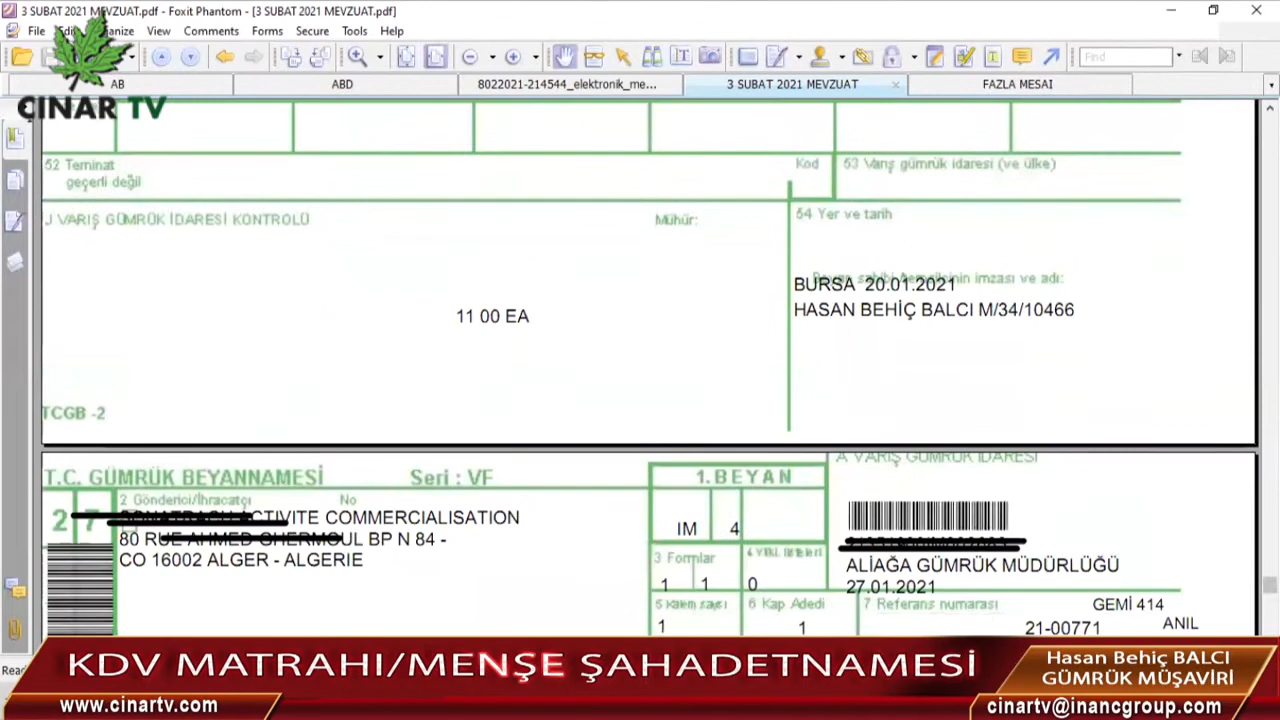 3 SUBAT 2021 MEVZUAT.pdf - Foxit Phantom - [3 SUBAT 2021 MEVZUAT.pdf]
File Edit Organize View Comments Forms Secure Tools Help
Find
ÇINAR TV
AB
ABD
8022021-214544_elektronik_me...
3 SUBAT 2021 MEVZUAT
FAZLA MESAI
52 Teminat
geçerli değil
Kod
53 Varış gümrük idaresi (ve ülke)
J VARIŞ GÜMRÜK İDARESİ KONTROLÜ
Mühür:
54 Yer ve tarih
imzası ve adı:
BURSA 20.01.2021
HASAN BEHİÇ BALCI M/34/10466
11 00 EA
TCGB -2
T.C. GÜMRÜK BEYANNAMESİ
Seri : VF
1.BEYAN
A VARIŞ GÜMRÜK İDARESİ
2 7
2 Gönderici/İhracatçı
No
ACTIVITE COMMERCIALISATION
80 RUE AHMED GHERMOUL BP N 84 -
CO 16002 ALGER - ALGERIE
IM 4
ALİAĞA GÜMRÜK MÜDÜRLÜĞÜ
27.01.2021
3 Formlar
1 1
0
5 Kalem sayısı
1
6 Kap Adedi
1
7 Referans numarası
GEMİ 414
21-00771
ANIL
KDV MATRAHI/MENŞE ŞAHADETNAMESİ
Hasan Behiç BALCI
GÜMRÜK MÜŞAVİRİ
www.cinartv.com
cinartv@inancgroup.com